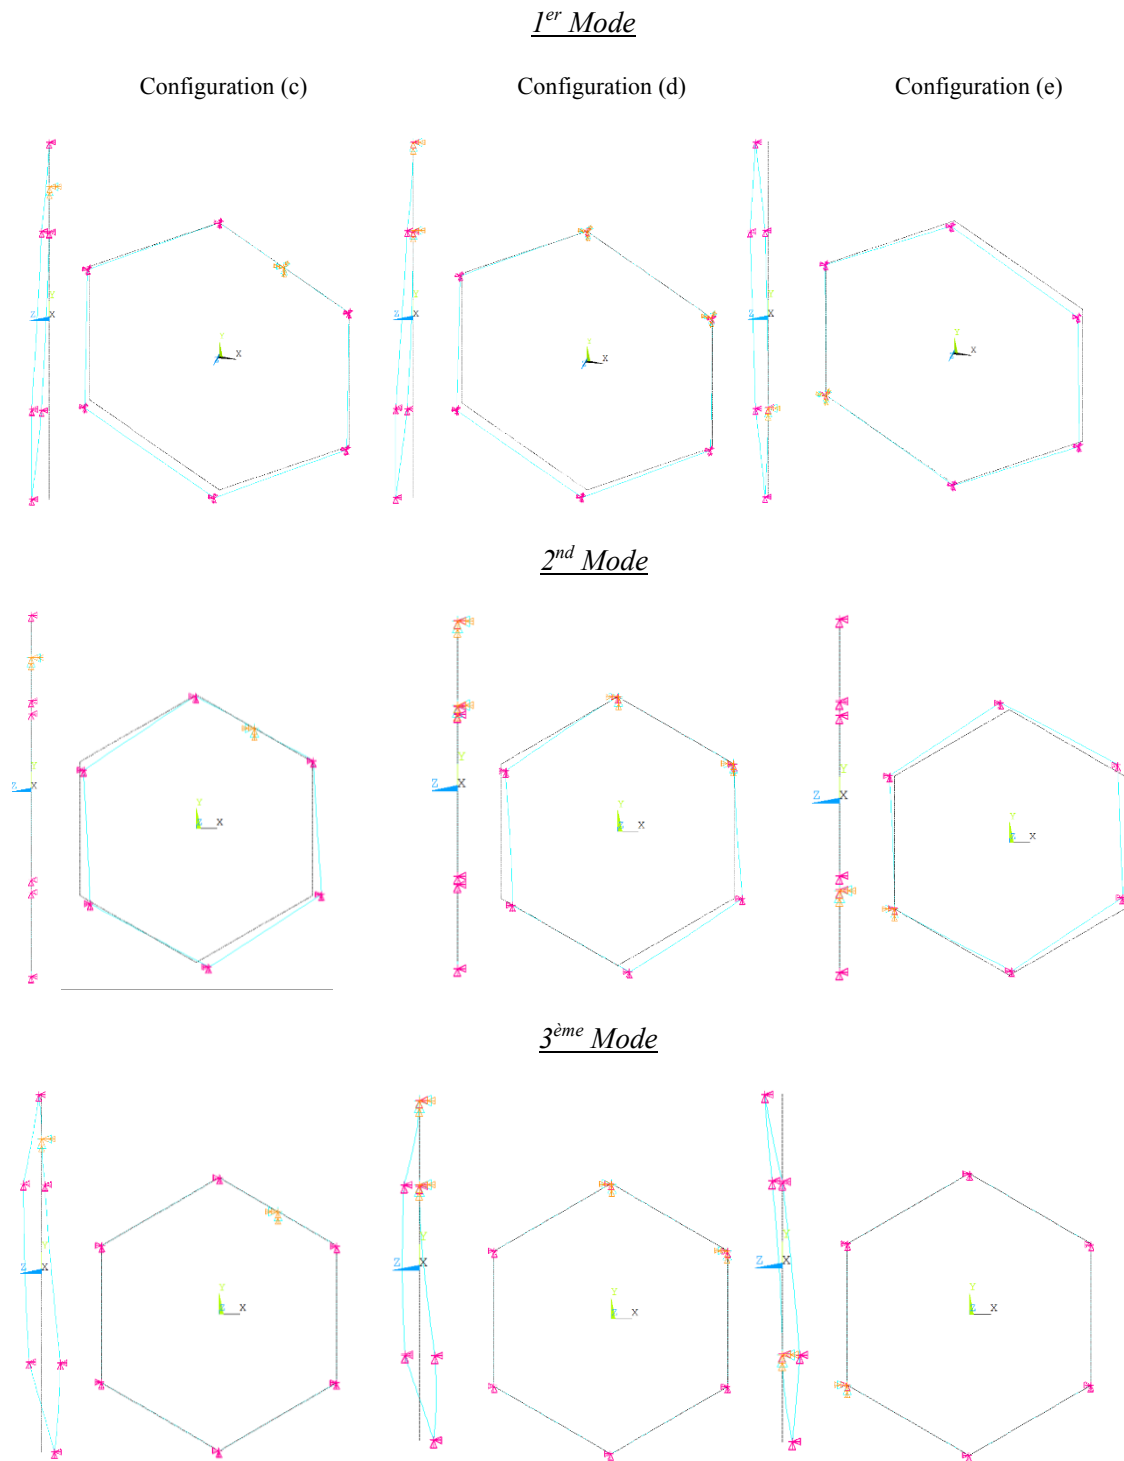 1er Mode
Configuration (c) Configuration (d) Configuration (e)
Y Z X Y X Y Z X Y X Y Z X Y X
2nd Mode
Y Z X Y Z X Y Z X Y Z X Y Z X Y Z X
3ème Mode
Y Z X Y Z X Y Z X Y Z X Y Z X Y Z X